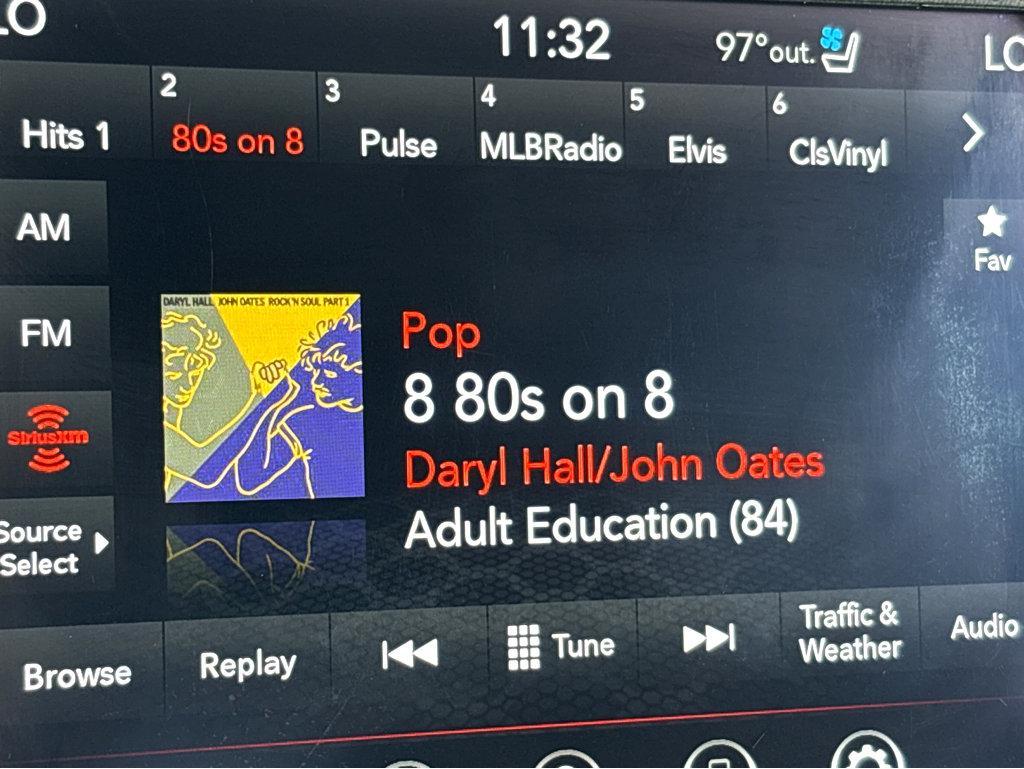 LO
11:32
97° out.
LO
Hits 1
2
80s on 8
3
Pulse
4
MLBRadio
5
Elvis
6
ClsVinyl
AM
Fav
FM
DARYL HALL JOHN OATES ROCK 'N SOUL PART 1
Pop
8 80s on 8
Daryl Hall/John Oates
Adult Education (84)
SiriusXM
Source
Select
Browse
Replay
Tune
Traffic &
Weather
Audio